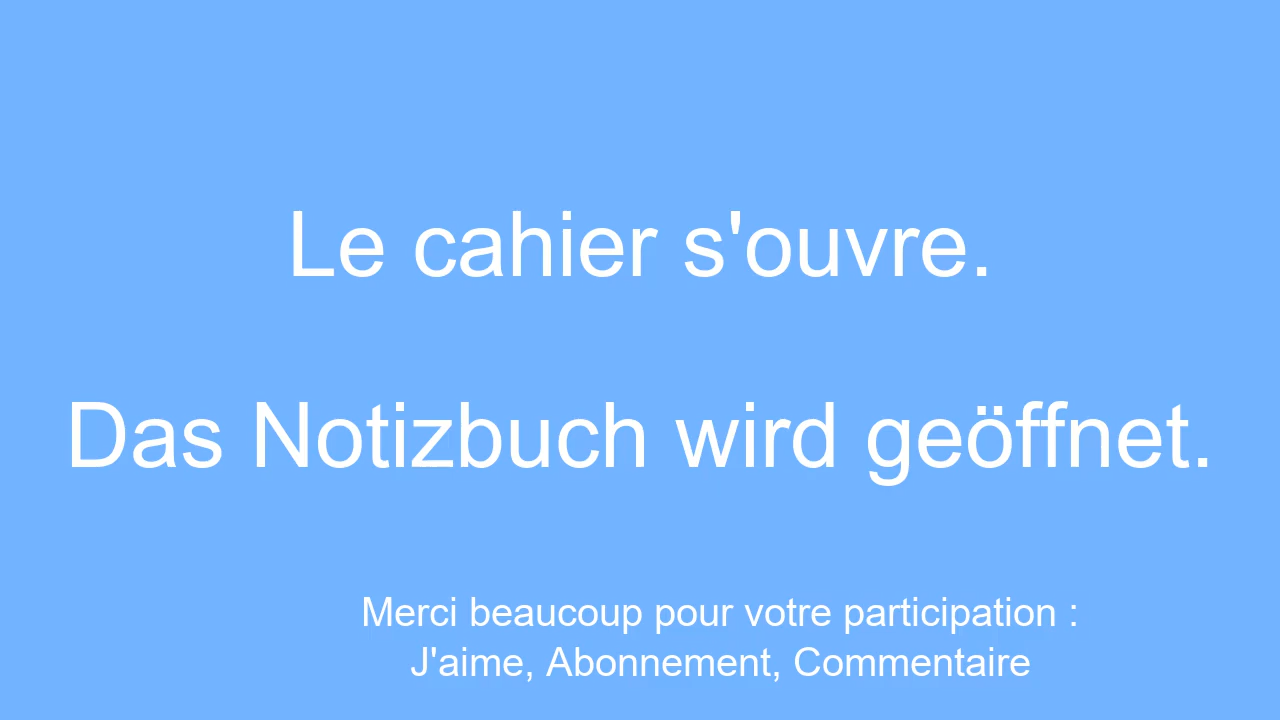 Le cahier s'ouvre.
Das Notizbuch wird geöffnet.
Merci beaucoup pour votre participation :
J'aime, Abonnement, Commentaire